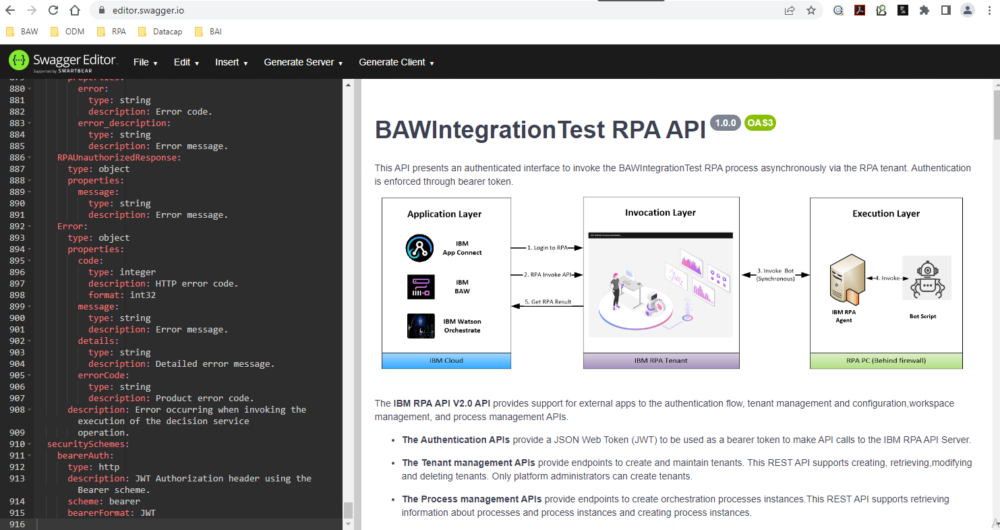 editor.swagger.io
BAW
ODM
RPA
Datacap
BAI
{··}
Swagger Editor.
Supported by SMARTBEAR
File
Edit
Insert
Generate Server
Generate Client
properties:
880 error:
881 type: string
882 description: Error code.
883 error_description:
884 type: string
885 description: Error message.
886 RPAUnauthorizedResponse:
887 type: object
888 properties:
889 message:
890 type: string
891 description: Error message.
892 Error:
893 type: object
894 properties:
895 code:
896 type: integer
897 description: HTTP error code.
898 format: int32
899 message:
900 type: string
901 description: Error message.
902 details:
903 type: string
904 description: Detailed error message.
905 errorCode:
906 type: string
907 description: Product error code.
908 description: Error occurring when invoking the
execution of the decision service
909 operation.
910 securitySchemes:
911 bearerAuth:
912 type: http
913 description: JWT Authorization header using the
Bearer scheme.
914 scheme: bearer
915 bearerFormat: JWT
916
BAWIntegrationTest RPA API 1.0.0 OAS3
This API presents an authenticated interface to invoke the BAWIntegrationTest RPA process asynchronously via the RPA tenant. Authentication
is enforced through bearer token.
Application Layer
IBM
App Connect
IBM
BAW
IBM Watson
Orchestrate
IBM Cloud
1. Login to RPA
2. RPA Invoke API
5. Get RPA Result
Invocation Layer
IBM RPA Tenant
3. Invoke Bot
(Synchronous)
Execution Layer
4. Invoke
IBM RPA
Agent
Bot Script
RPA PC (Behind firewall)
The IBM RPA API V2.0 API provides support for external apps to the authentication flow, tenant management and configuration,workspace
management, and process management APIs.
• The Authentication APIs provide a JSON Web Token (JWT) to be used as a bearer token to make API calls to the IBM RPA API Server.
• The Tenant management APIs provide endpoints to create and maintain tenants. This REST API supports creating, retrieving,modifying
and deleting tenants. Only platform administrators can create tenants.
• The Process management APIs provide endpoints to create orchestration processes instances.This REST API supports retrieving
information about processes and process instances and creating process instances.